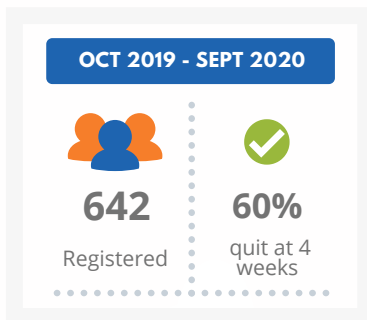 OCT 2019 - SEPT 2020
642
Registered
60%
quit at 4
weeks